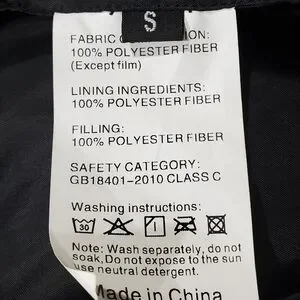 S
FABRIC
100% POLYESTER FIBER
(Except film)
LINING INGREDIENTS:
100% POLYESTER FIBER
FILLING:
100% POLYESTER FIBER
SAFETY CATEGORY:
GB18401-2010 CLASS C
Washing instructions:
30
Note: Wash separately, do not
soak, Do not expose to the sun
use neutral detergent.
Made in China